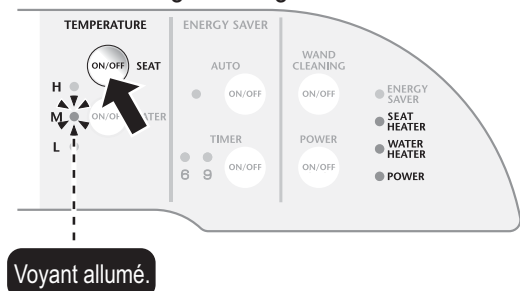 TEMPERATURE
ENERGY SAVER
ON/OFF SEAT
AUTO
WAND
CLEANING
H
ON/OFF
ON/OFF
ENERGY
SAVER
M
SEAT
HEATER
L
TIMER
POWER
WATER
HEATER
6 9
ON/OFF
ON/OFF
POWER
Voyant allumé.